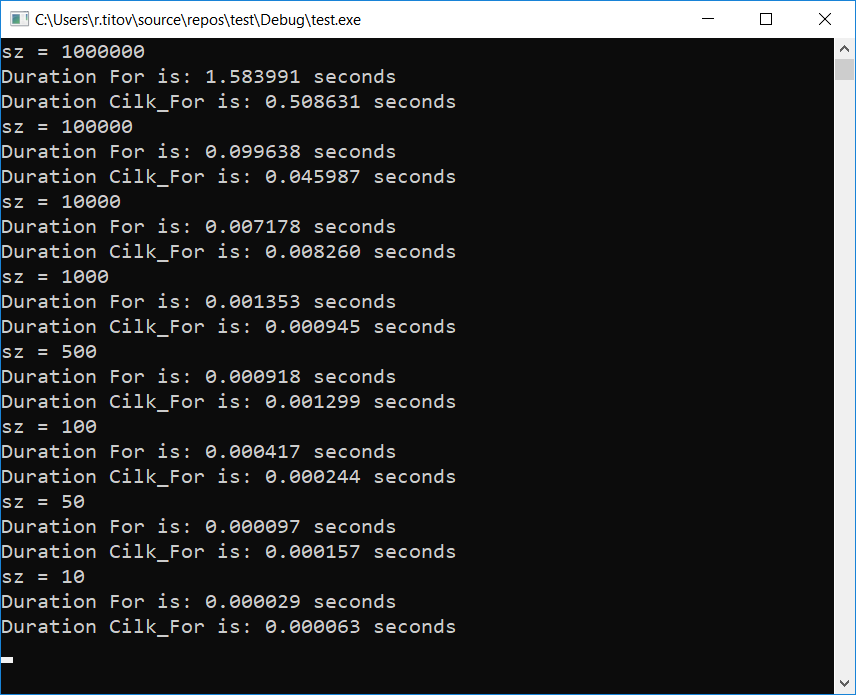 C:\Users\r.titov\source\repos\test\Debug\test.exe
sz = 1000000
Duration For is: 1.583991 seconds
Duration Cilk_For is: 0.508631 seconds
sz = 100000
Duration For is: 0.099638 seconds
Duration Cilk_For is: 0.045987 seconds
sz = 10000
Duration For is: 0.007178 seconds
Duration Cilk_For is: 0.008260 seconds
sz = 1000
Duration For is: 0.001353 seconds
Duration Cilk_For is: 0.000945 seconds
sz = 500
Duration For is: 0.000918 seconds
Duration Cilk_For is: 0.001299 seconds
sz = 100
Duration For is: 0.000417 seconds
Duration Cilk_For is: 0.000244 seconds
sz = 50
Duration For is: 0.000097 seconds
Duration Cilk_For is: 0.000157 seconds
sz = 10
Duration For is: 0.000029 seconds
Duration Cilk_For is: 0.000063 seconds